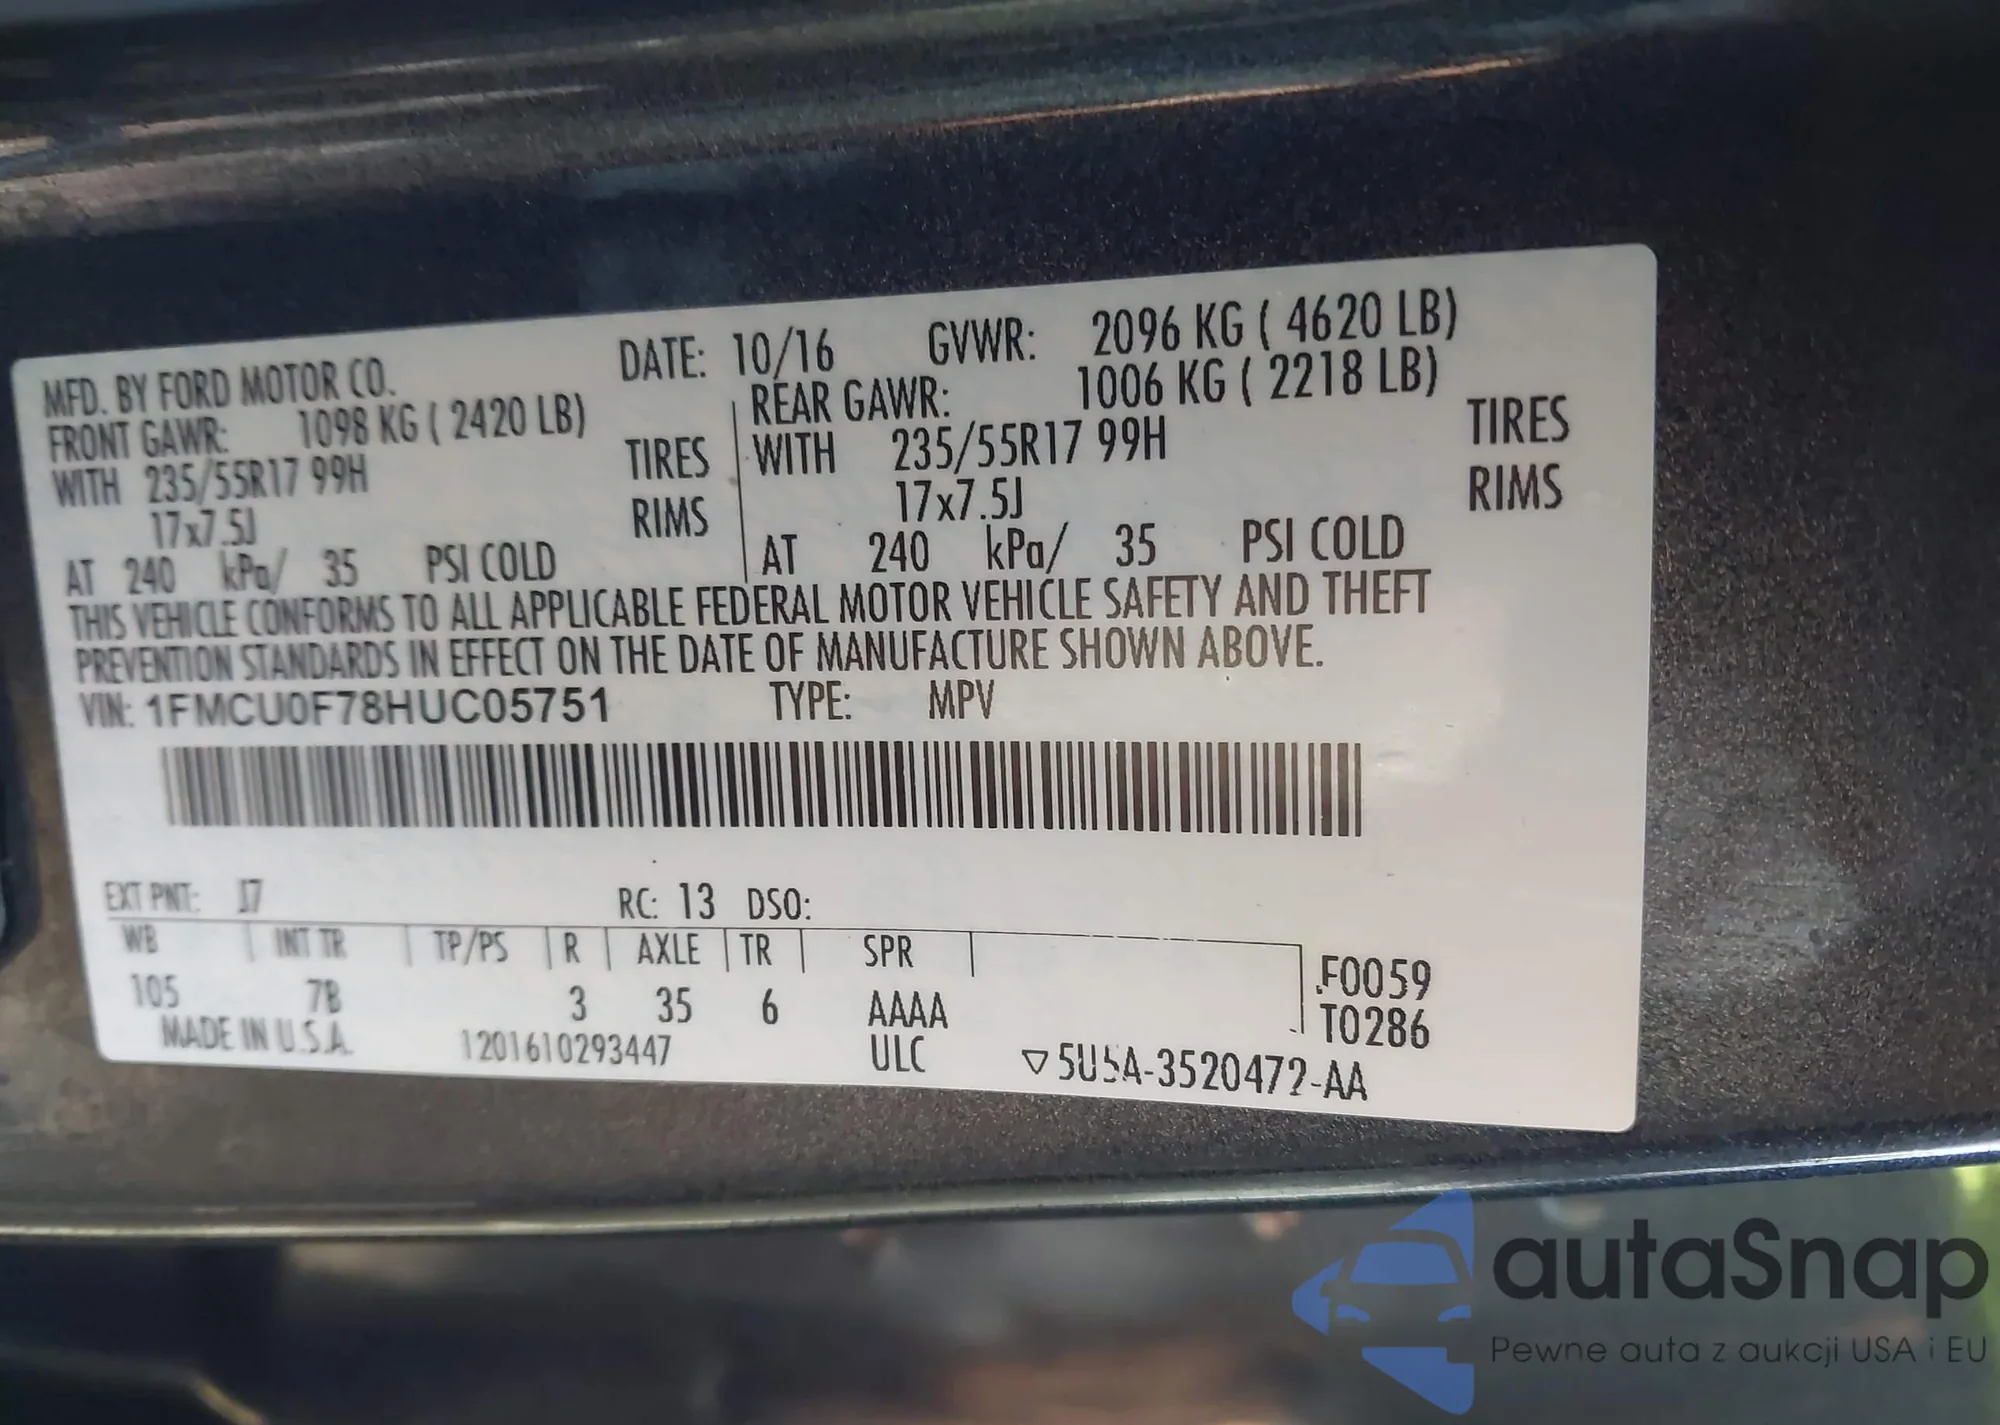 MFD. BY FORD MOTOR CO. DATE: 10/16 GVWR: 2096 KG ( 4620 LB)
FRONT GAWR: 1098 KG ( 2420 LB) REAR GAWR: 1006 KG ( 2218 LB)
WITH 235/55R17 99H TIRES WITH 235/55R17 99H TIRES
17x7.5J RIMS 17x7.5J RIMS
AT 240 kPa/ 35 PSI COLD AT 240 kPa/ 35 PSI COLD
THIS VEHICLE CONFORMS TO ALL APPLICABLE FEDERAL MOTOR VEHICLE SAFETY AND THEFT
PREVENTION STANDARDS IN EFFECT ON THE DATE OF MANUFACTURE SHOWN ABOVE.
VIN: 1FMCU0F78HUC05751 TYPE: MPV
EXT PNT: J7 RC: 13 DSO:
WB INT TR TP/PS R AXLE TR SPR F0059
105 7B 3 35 6 AAAA T0286
MADE IN U.S.A. 1201610293447 ULC ▽5U5A-3520472-AA
autaSnap
Pewne auta z aukcji USA i EU